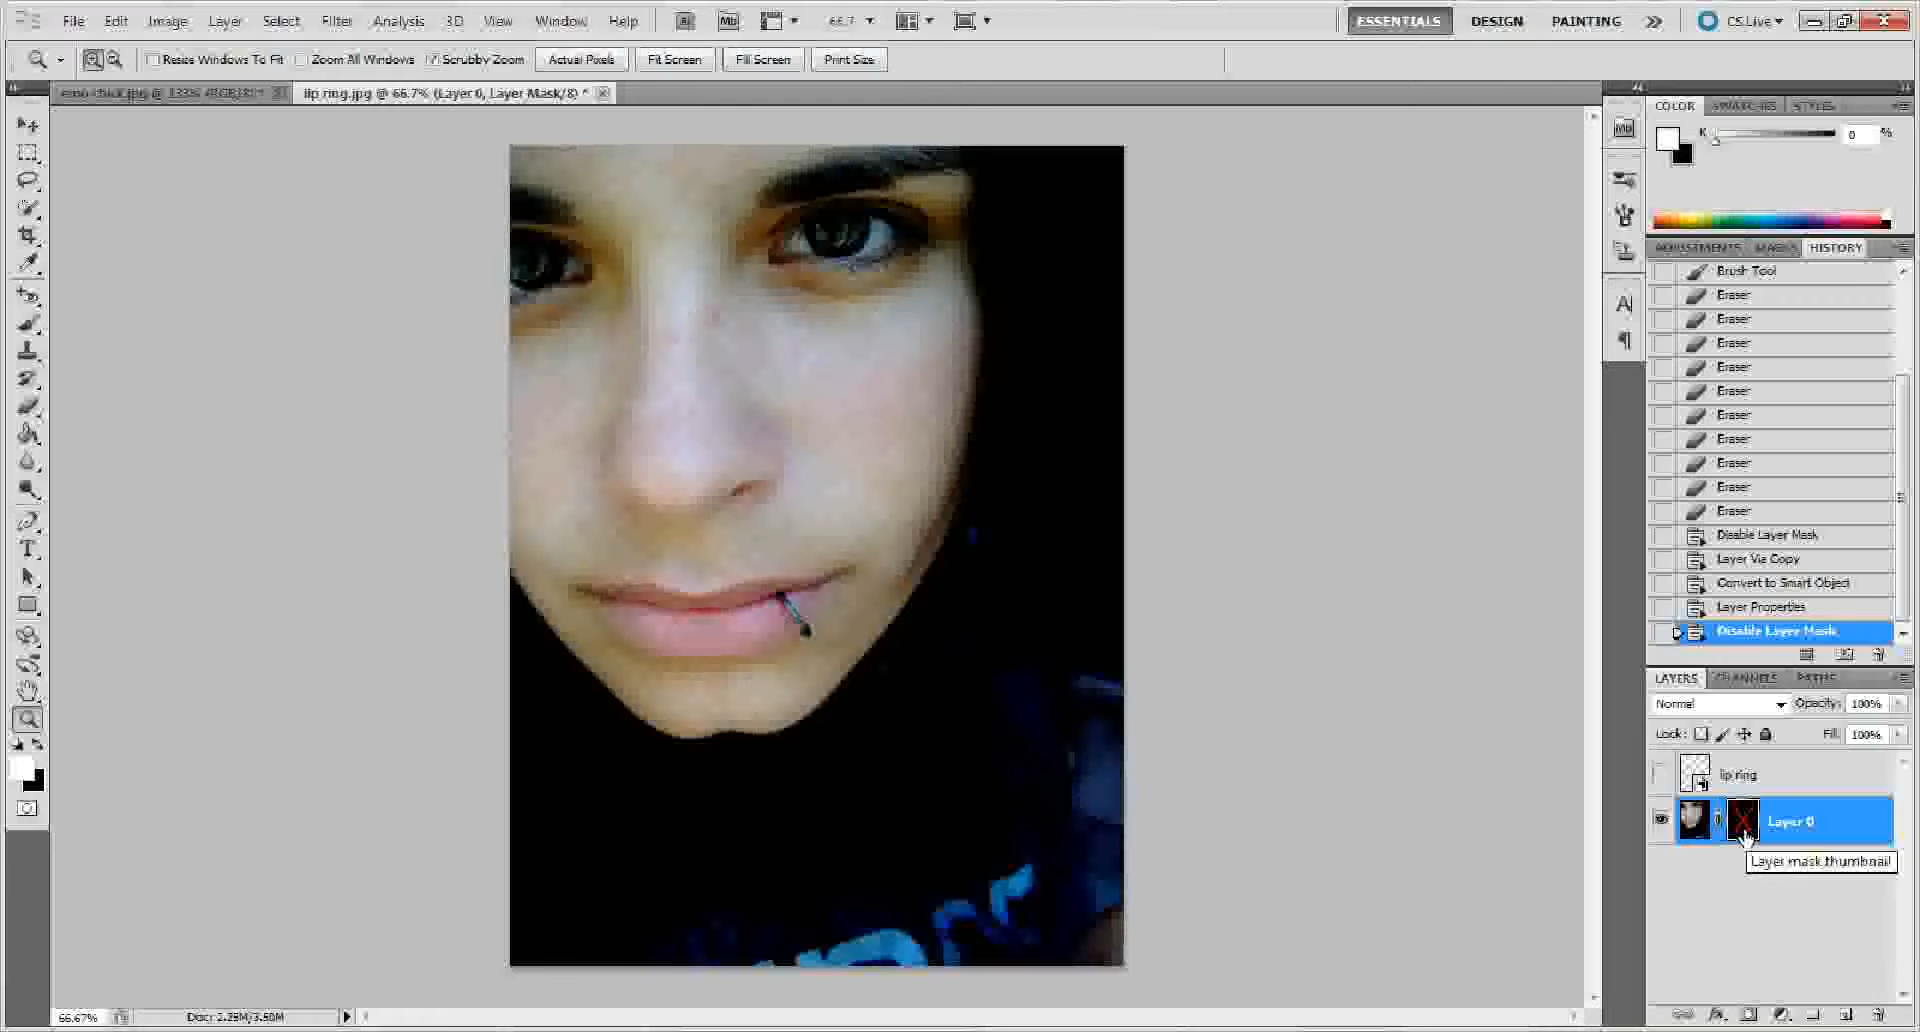 File Edit Image Layer Select Filter Analysis 3D View Window Help Br Mb 66.7 ESSENTIALS DESIGN PAINTING CS Live
Resize Windows To Fit Zoom All Windows Scrubby Zoom Actual Pixels Fit Screen Fill Screen Print Size
emo chick.jpg @ 133% (RGB/8) * lip ring.jpg @ 66.7% (Layer 0, Layer Mask/8) *
COLOR SWATCHES STYLES
K 0 %
ADJUSTMENTS MASKS HISTORY
Brush Tool
Eraser
Eraser
Eraser
Eraser
Eraser
Eraser
Eraser
Eraser
Eraser
Eraser
Disable Layer Mask
Layer Via Copy
Convert to Smart Object
Layer Properties
Disable Layer Mask
LAYERS CHANNELS PATHS
Normal Opacity: 100%
Lock: Fill: 100%
lip ring
Layer 0
Layer mask thumbnail
66.67% Doc: 2.25M/3.50M